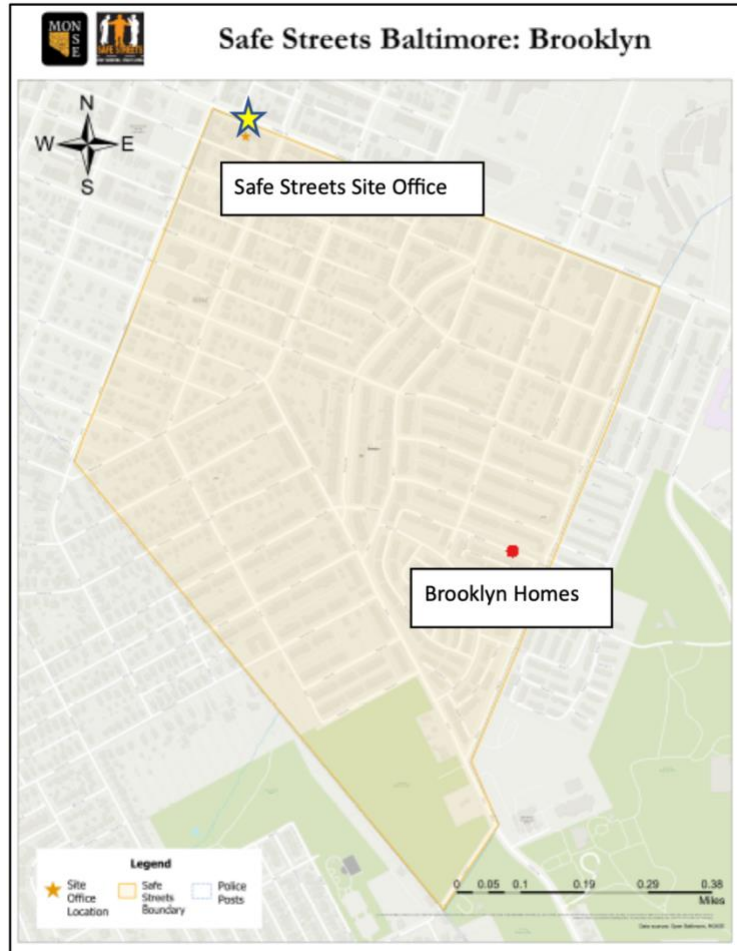 MON
SE
SAFE STREETS
Safe Streets Baltimore: Brooklyn
N
W E
S
Safe Streets Site Office
Brooklyn Homes
Legend
Site
Office
Location
Safe
Streets
Boundary
Police
Posts
0 0.05 0.1 0.19 0.29 0.38
Miles